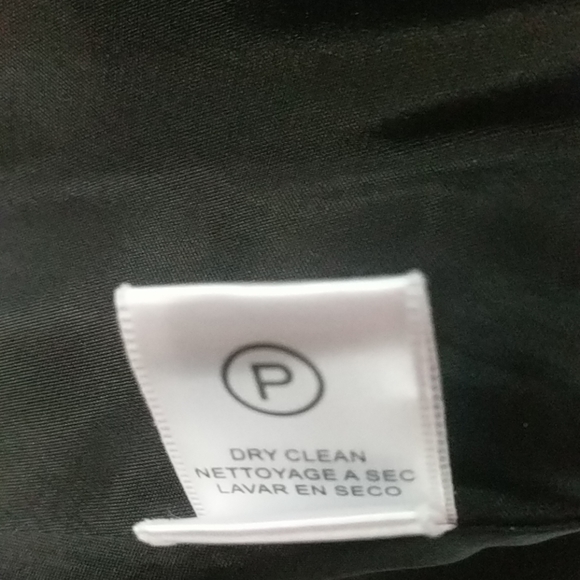 P
DRY CLEAN
NETTOYAGE A SEC
LAVAR EN SECO